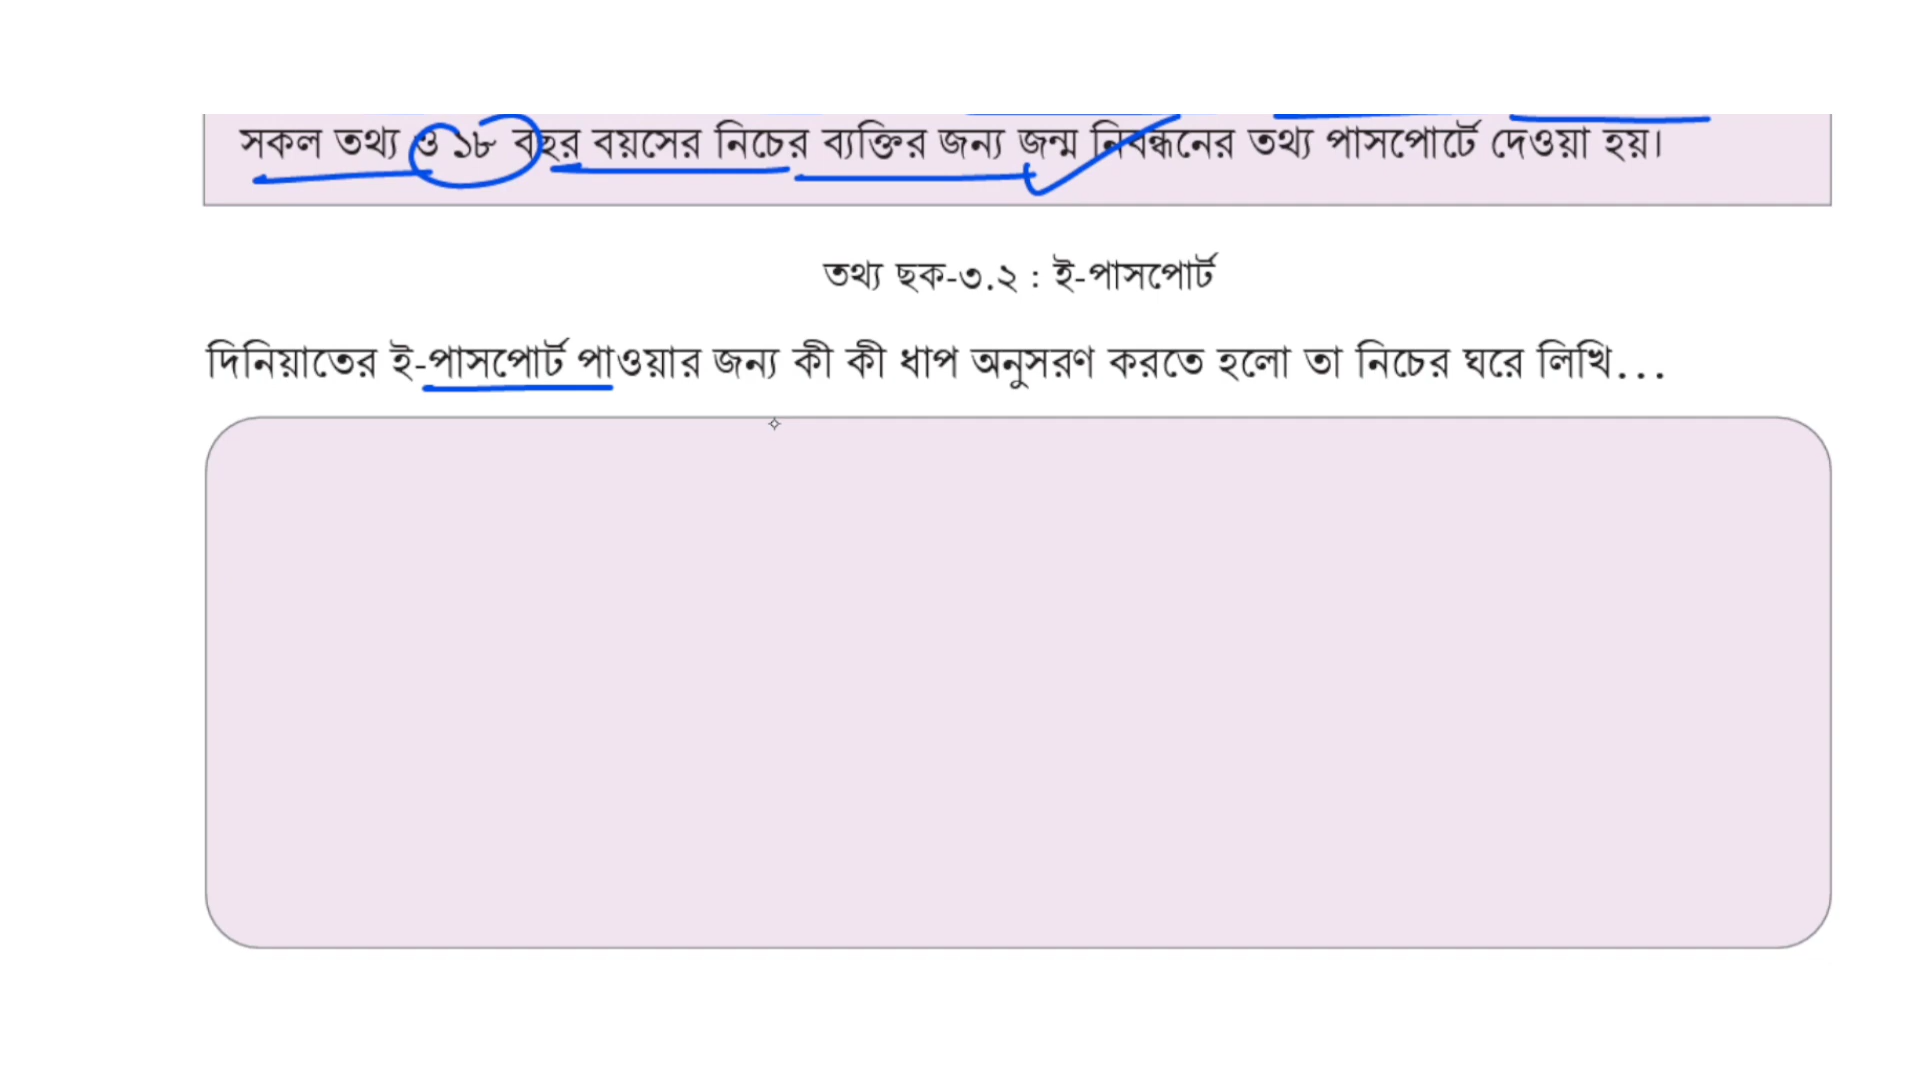 সকল তথ্য ও ১৮ বছর বয়সের নিচের ব্যক্তির জন্য জন্ম নিবন্ধনের তথ্য পাসপোর্টে দেওয়া হয়।
তথ্য ছক-৩.২ : ই-পাসপোর্ট
দিনিয়াতের ই-পাসপোর্ট পাওয়ার জন্য কী কী ধাপ অনুসরণ করতে হলো তা নিচের ঘরে লিখি...